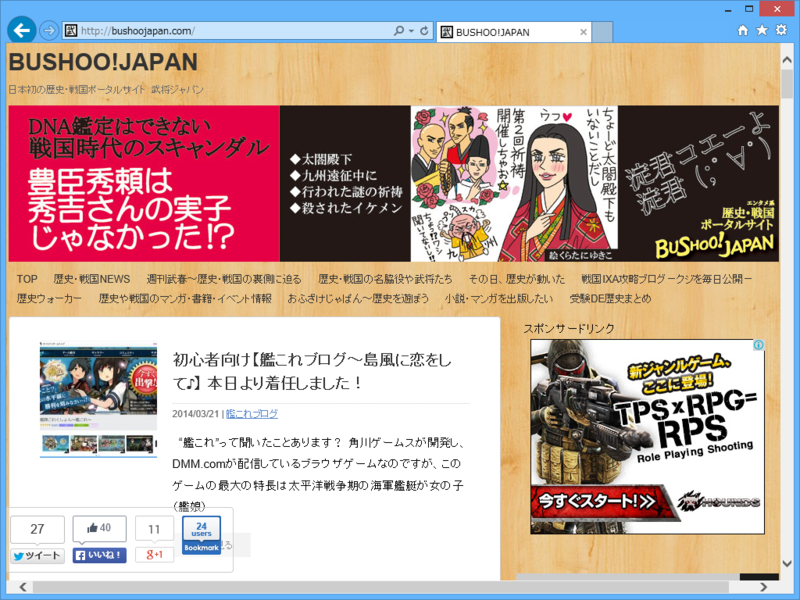 http://bushoojapan.com/
BUSHOO!JAPAN
BUSHOO!JAPAN
日本初の歴史・戦国ポータルサイト 武将ジャパン
DNA鑑定はできない
戦国時代のスキャンダル
豊臣秀頼は
秀吉さんの実子
じゃなかった!?
◆太閤殿下
◆九州遠征中に
◆行われた謎の祈祷
◆殺されたイケメン
第2回祈祷
開催しちゃお
ちょっと!?ワシ
聞いてない!!
ウフ♥
ちょーど太閤殿下も
いないことだし
絵くらたにゆきこ
淀君コエーよ
淀君
エンタメ系
歴史・戦国
ポータルサイト
BUSHOO!JAPAN
TOP 歴史・戦国NEWS 週刊武春～歴史・戦国の裏側に迫る 歴史・戦国の名脇役や武将たち その日、歴史が動いた 戦国IXA攻略ブログークジを毎日公開ー
歴史ウォーカー 歴史や戦国のマンガ・書籍・イベント情報 おふざけじゃぱん～歴史を遊ぼう 小説・マンガを出版したい 受験DE歴史まとめ
初心者向け【艦これブログ～島風に恋をし
て♪】 本日より着任しました！
2014/03/21 | 艦これブログ
“艦これ”って聞いたことあります？ 角川ゲームスが開発し、
DMM.comが配信しているブラウザゲームなのですが、この
ゲームの最大の特長は太平洋戦争期の海軍艦艇が女の子
（艦娘）
27
ツイート
40
いいね！
11
g+1
24
users
Bookmark
スポンサードリンク
新ジャンルゲーム、
ここに登場!
TPS×RPG=
RPS
Role Playing Shooting
今すぐスタート!»
HOUNDS